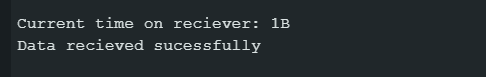 Current time on reciever: 1B
Data recieved sucessfully